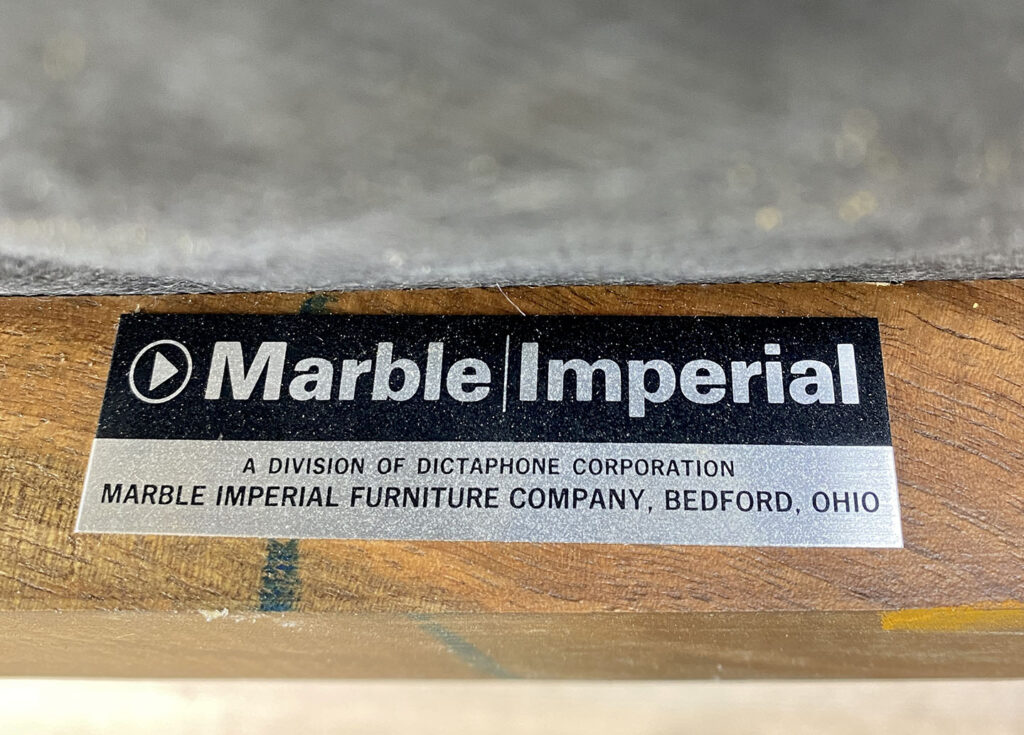 Marble|Imperial
A DIVISION OF DICTAPHONE CORPORATION
MARBLE IMPERIAL FURNITURE COMPANY, BEDFORD, OHIO